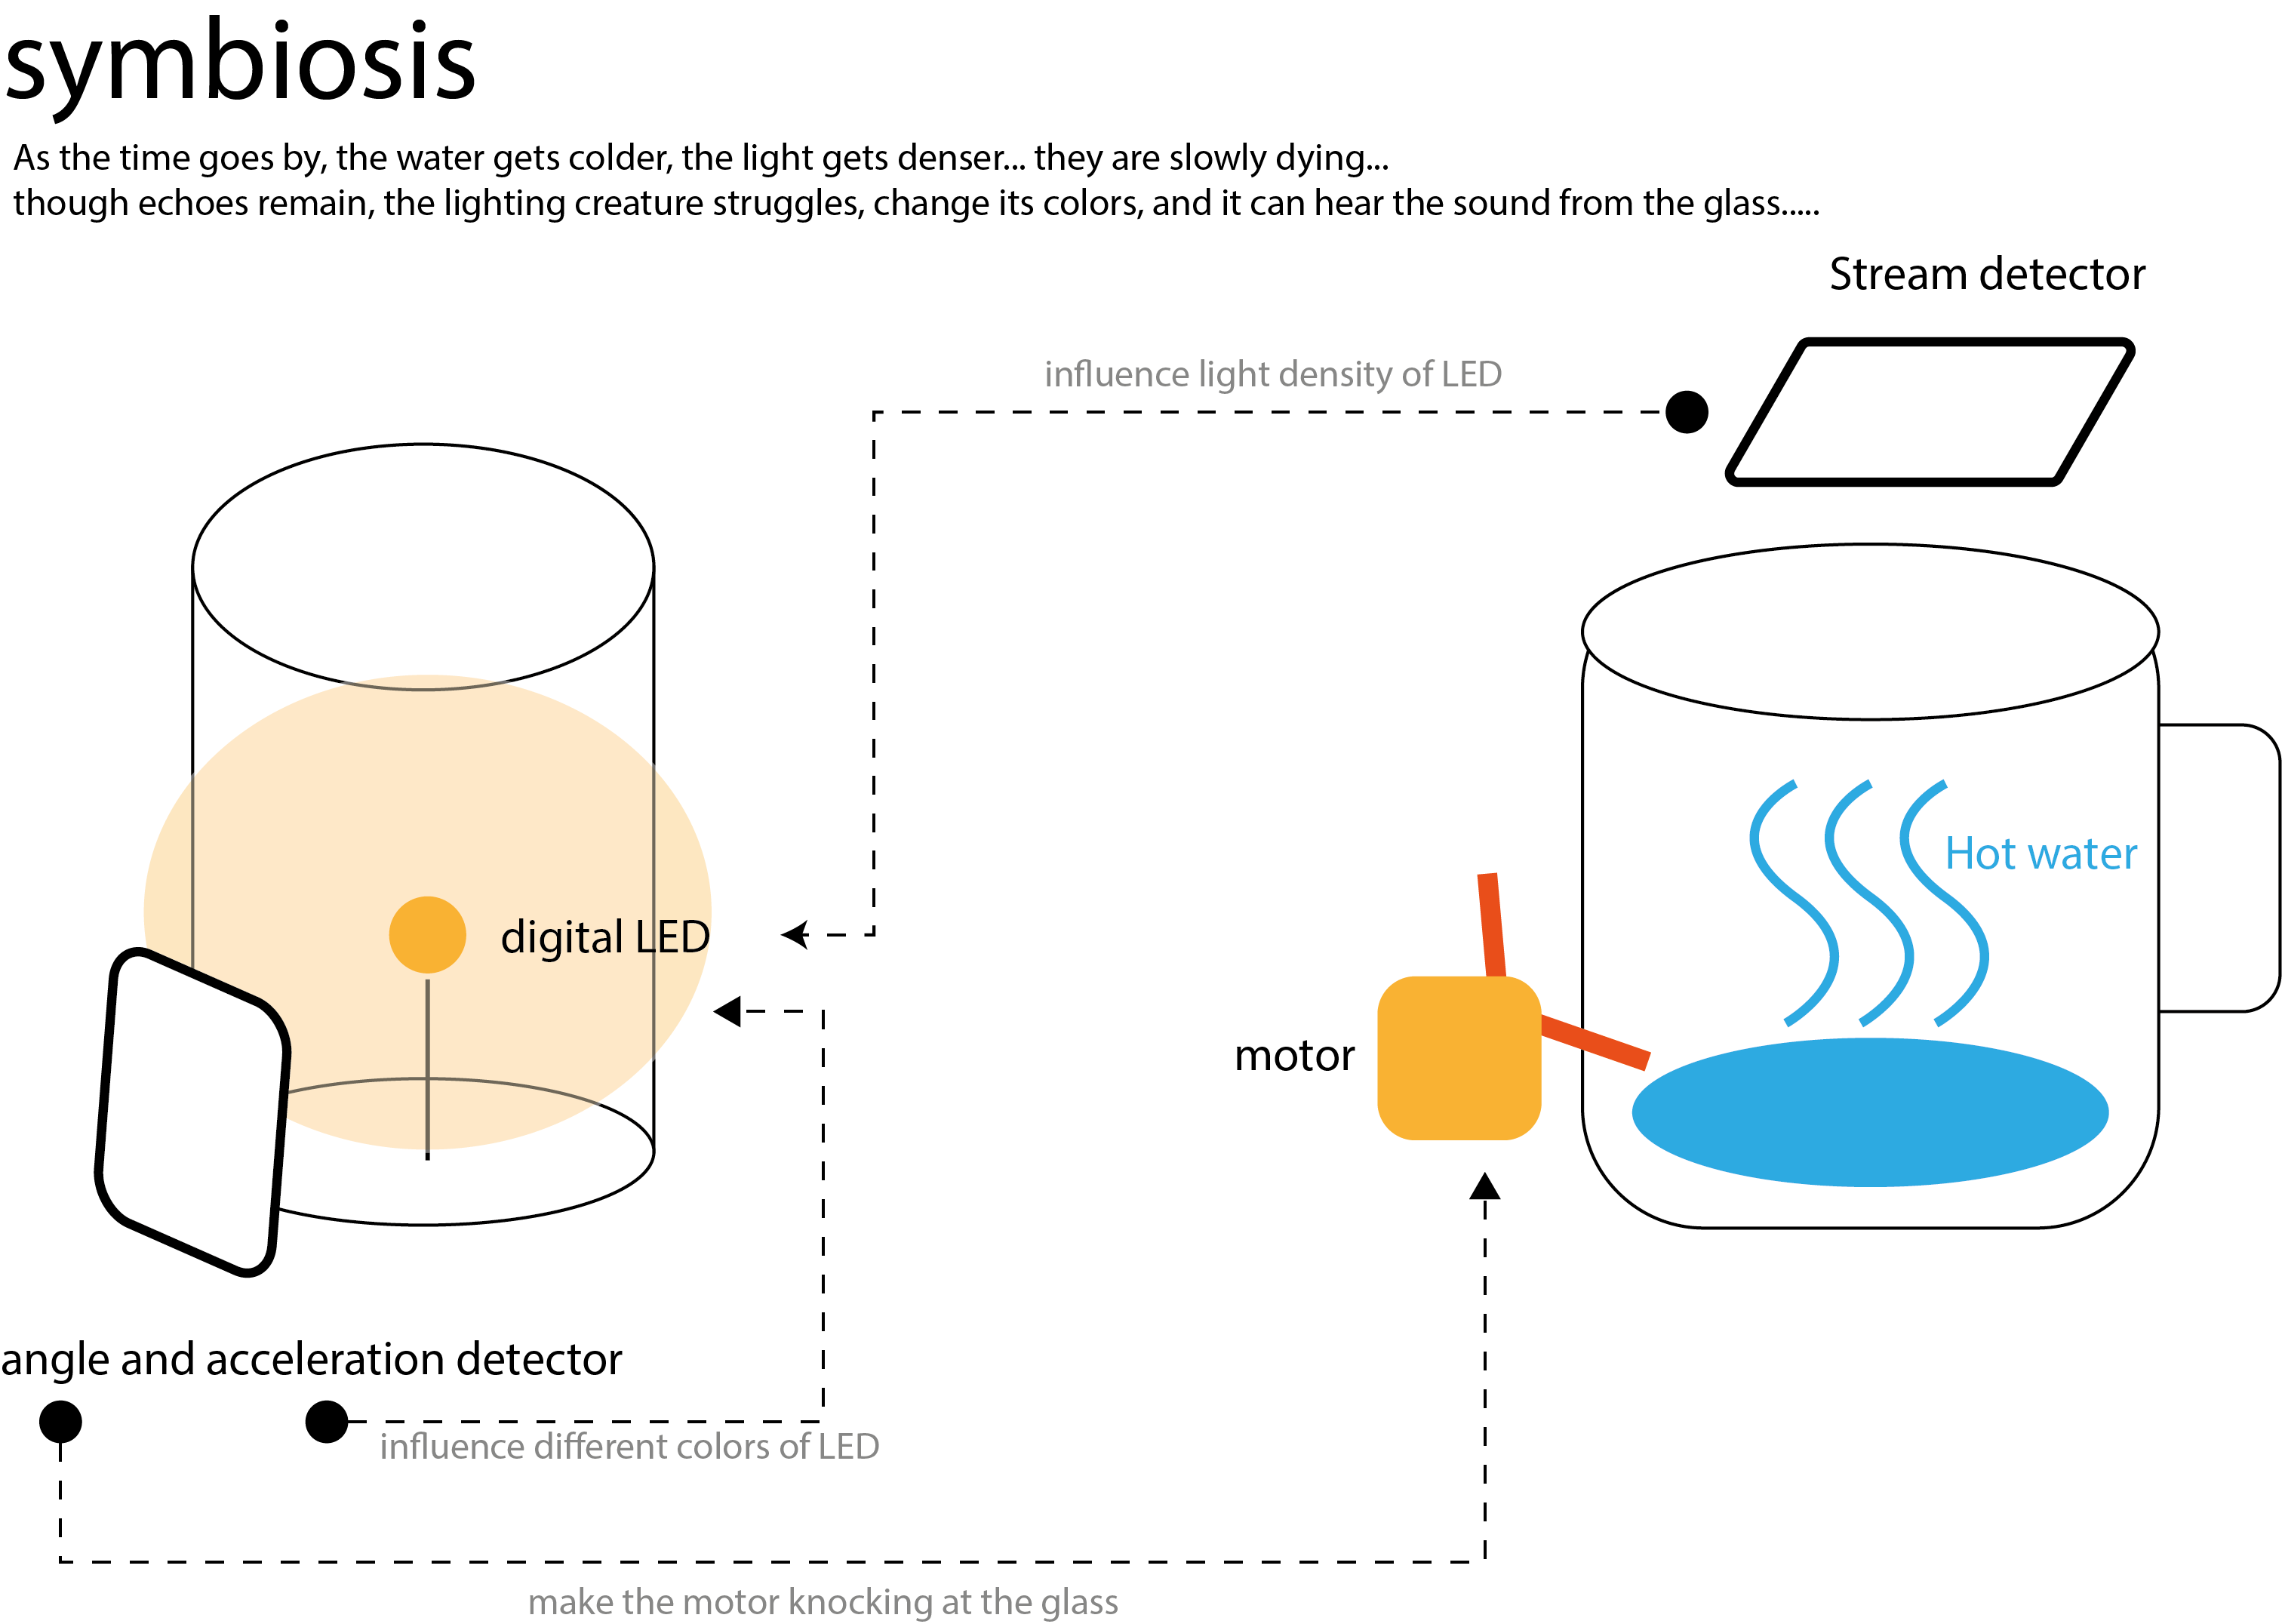 symbiosis
As the time goes by, the water gets colder, the light gets denser... they are slowly dying...
though echoes remain, the lighting creature struggles, change its colors, and it can hear the sound from the glass.....
Stream detector
influence light density of LED
Hot water
digital LED
motor
angle and acceleration detector
influence different colors of LED
make the motor knocking at the glass